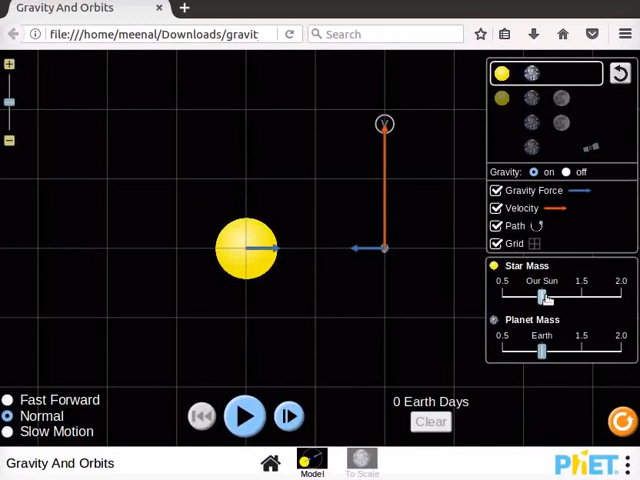 Gravity And Orbits
file:///home/meenal/Downloads/gravit
Search
V
Gravity: on off
Gravity Force
Velocity
Path
Grid
Star Mass
0.5 Our Sun 1.5 2.0
Planet Mass
0.5 Earth 1.5 2.0
Fast Forward
Normal
Slow Motion
0 Earth Days
Clear
Gravity And Orbits
Model
To Scale
PhET